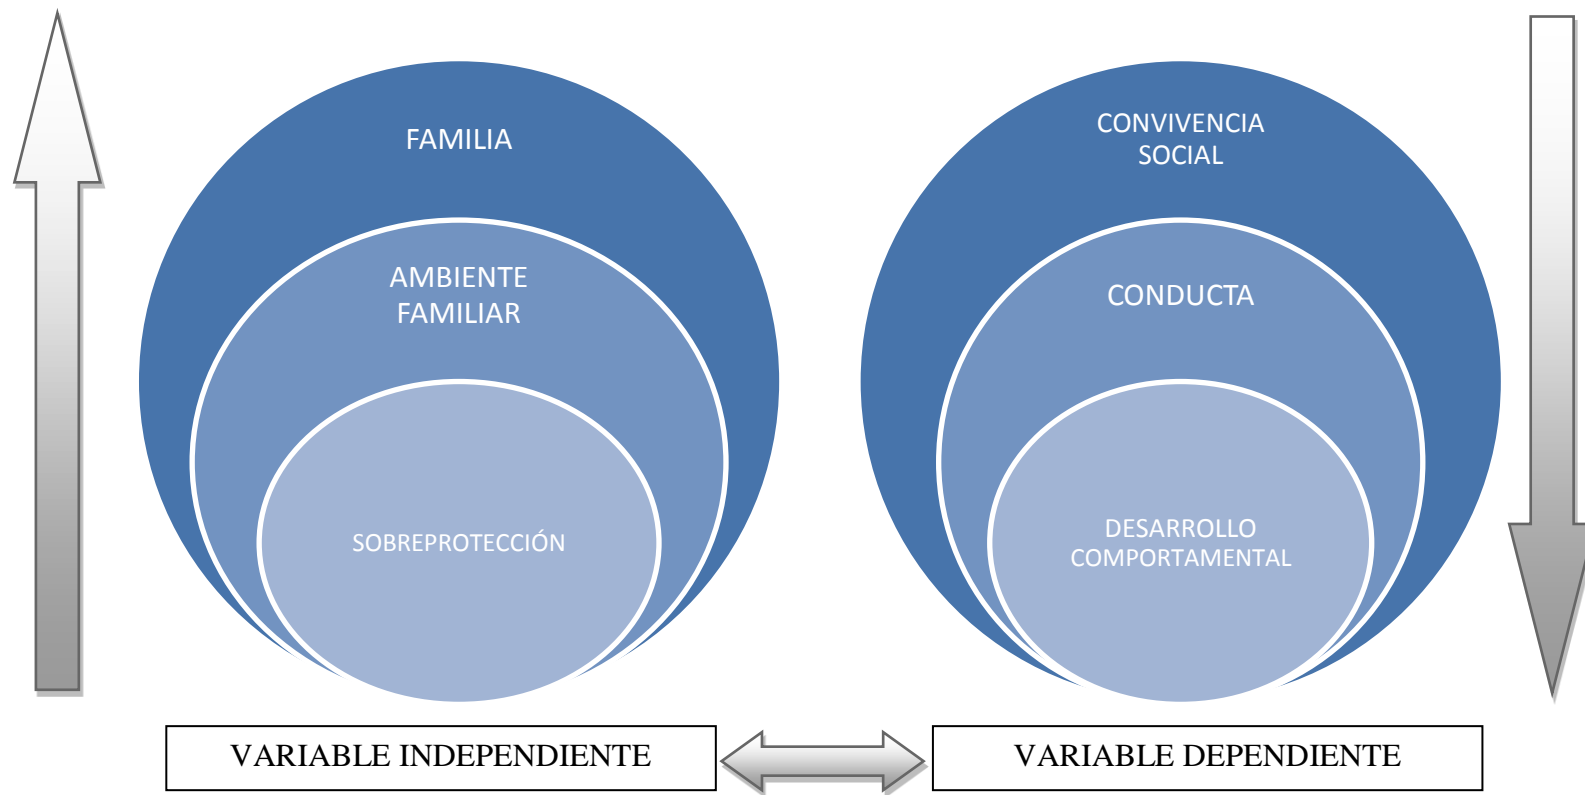 FAMILIA
AMBIENTE
FAMILIAR
SOBREPROTECCIÓN
CONVIVENCIA
SOCIAL
CONDUCTA
DESARROLLO
COMPORTAMENTAL
VARIABLE INDEPENDIENTE
VARIABLE DEPENDIENTE